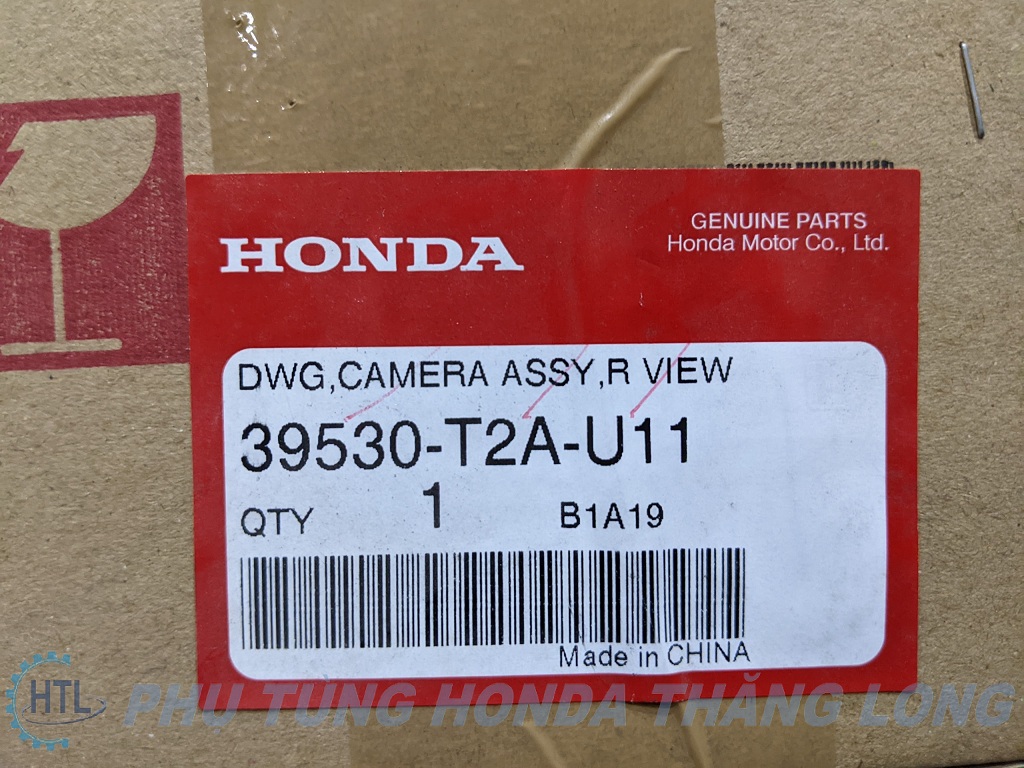 HONDA
GENUINE PARTS
Honda Motor Co., Ltd.
DWG,CAMERA ASSY,R VIEW
39530-T2A-U11
QTY 1 B1A19
Made in CHINA
HTL PHỤ TÙNG HONDA THĂNG LONG